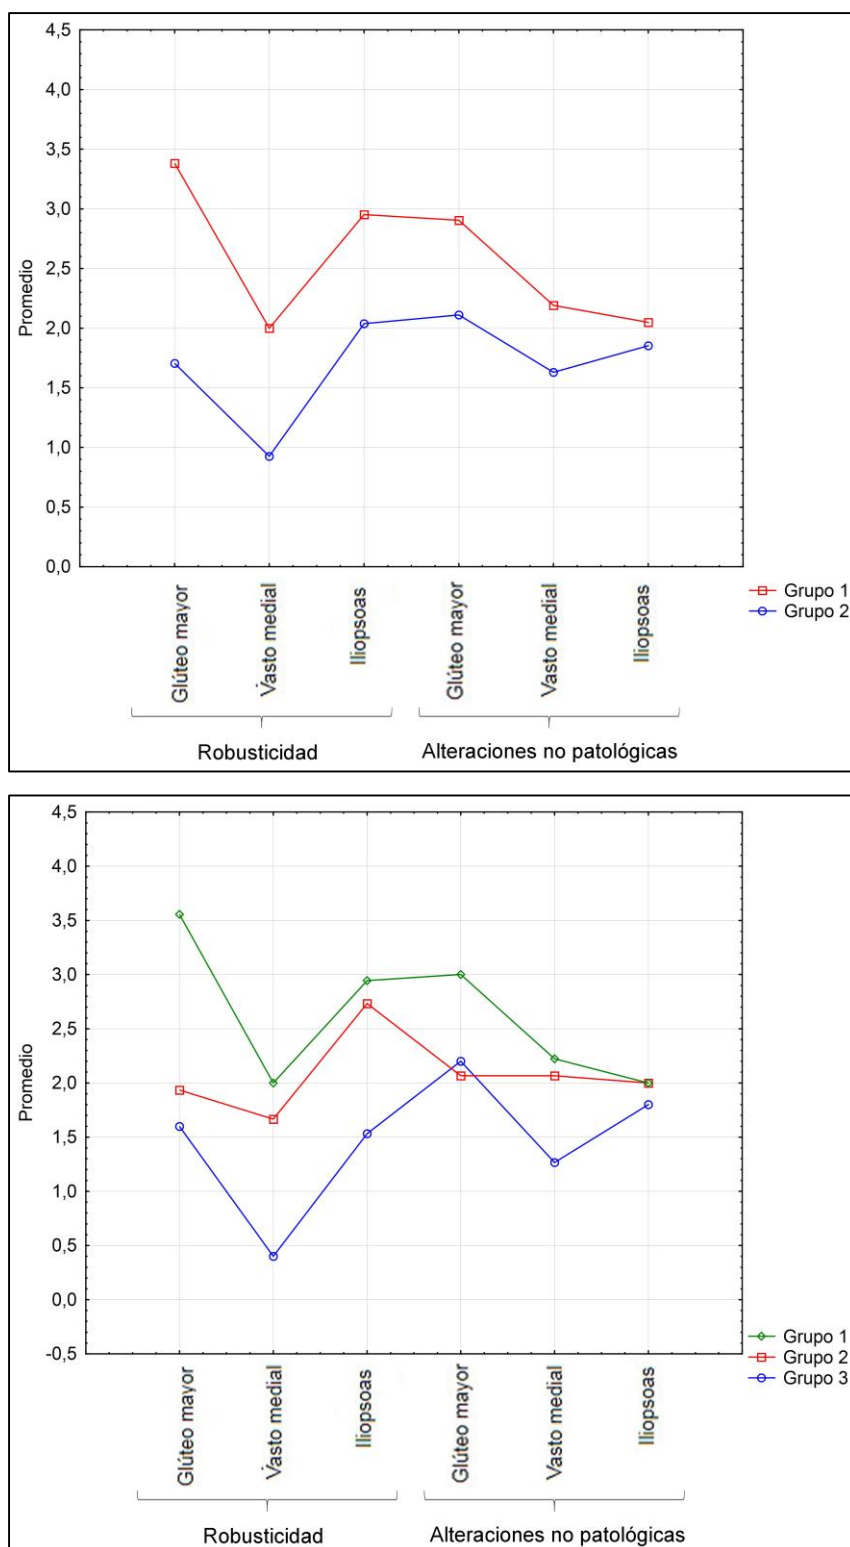 4,5
4,0
3,5
3,0
2,5
2,0
1,5
1,0
0,5
0,0
Promedio
Glúteo mayor
Vasto medial
Iliopsoas
Glúteo mayor
Vasto medial
Iliopsoas
Grupo 1
Grupo 2
Robusticidad
Alteraciones no patológicas
4,5
4,0
3,5
3,0
2,5
2,0
1,5
1,0
0,5
0,0
-0,5
Promedio
Glúteo mayor
Vasto medial
Iliopsoas
Glúteo mayor
Vasto medial
Iliopsoas
Grupo 1
Grupo 2
Grupo 3
Robusticidad
Alteraciones no patológicas